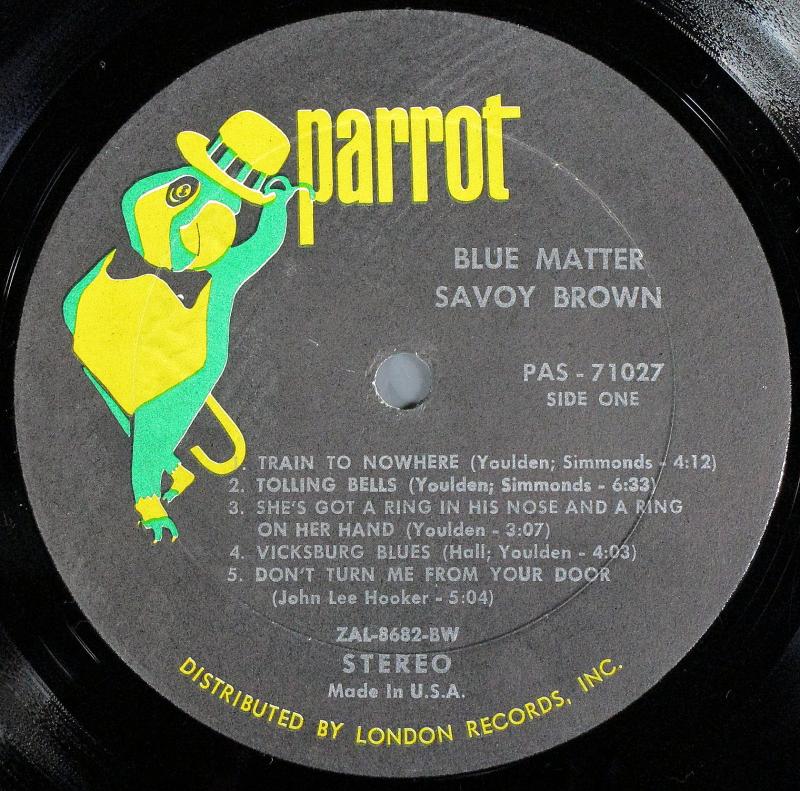 parrot
BLUE MATTER
SAVOY BROWN
PAS - 71027
SIDE ONE
1. TRAIN TO NOWHERE (Youlden; Simmonds - 4:12)
2. TOLLING BELLS (Youlden; Simmonds - 6:33)
3. SHE'S GOT A RING IN HIS NOSE AND A RING
ON HER HAND (Youlden - 3:07)
4. VICKSBURG BLUES (Hall; Youlden - 4:03)
5. DON'T TURN ME FROM YOUR DOOR
(John Lee Hooker - 5:04)
ZAL-8682-BW
STEREO
Made In U.S.A.
DISTRIBUTED BY LONDON RECORDS, INC.